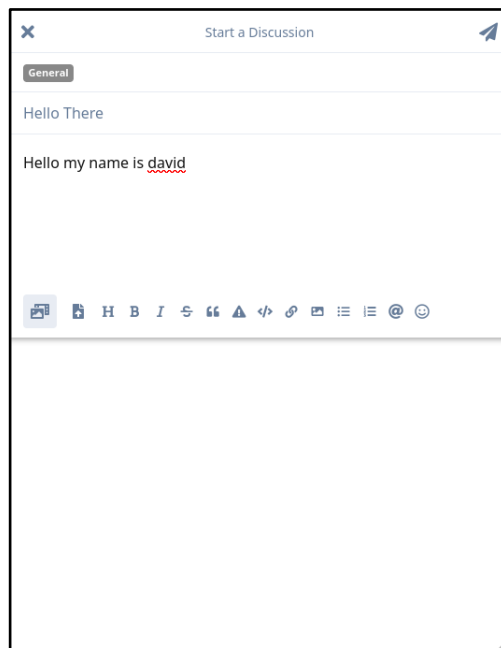 Start a Discussion
General
Hello There
Hello my name is david